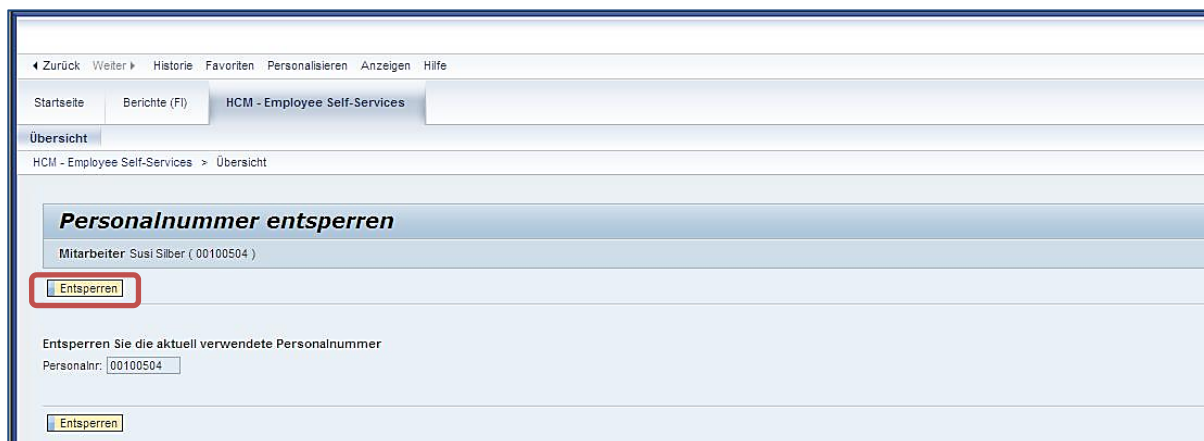 Zurück Weiter Historie Favoriten Personalisieren Anzeigen Hilfe
Startseite Berichte (FI) HCM - Employee Self-Services
Übersicht
HCM - Employee Self-Services > Übersicht
Personalnummer entsperren
Mitarbeiter Susi Silber ( 00100504 )
Entsperren
Entsperren Sie die aktuell verwendete Personalnummer
Personalnr: 00100504
Entsperren